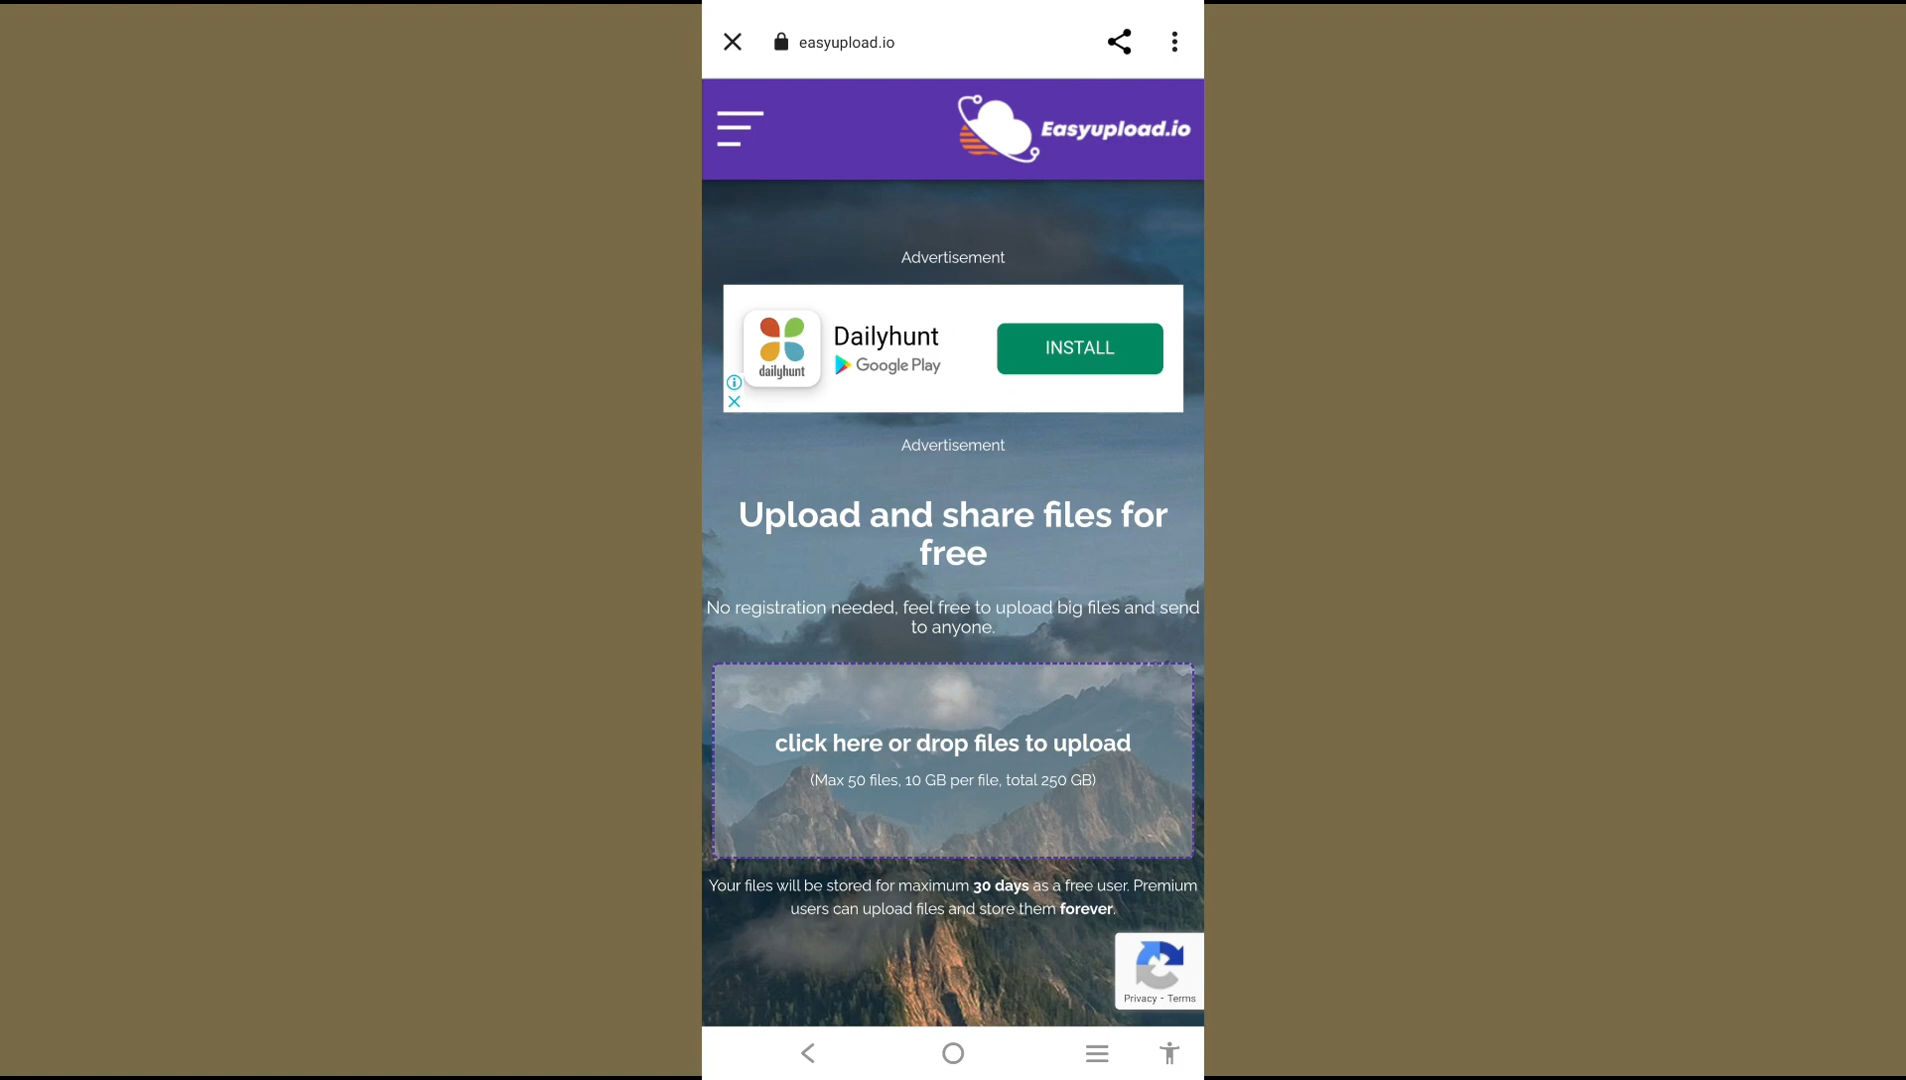 easyupload.io
Easyupload.io
Advertisement
Dailyhunt
dailyhunt
Google Play
INSTALL
Advertisement
Upload and share files for
free
No registration needed, feel free to upload big files and send
to anyone.
click here or drop files to upload
(Max 50 files, 10 GB per file, total 250 GB)
Your files will be stored for maximum 30 days as a free user. Premium
users can upload files and store them forever.
Privacy - Terms